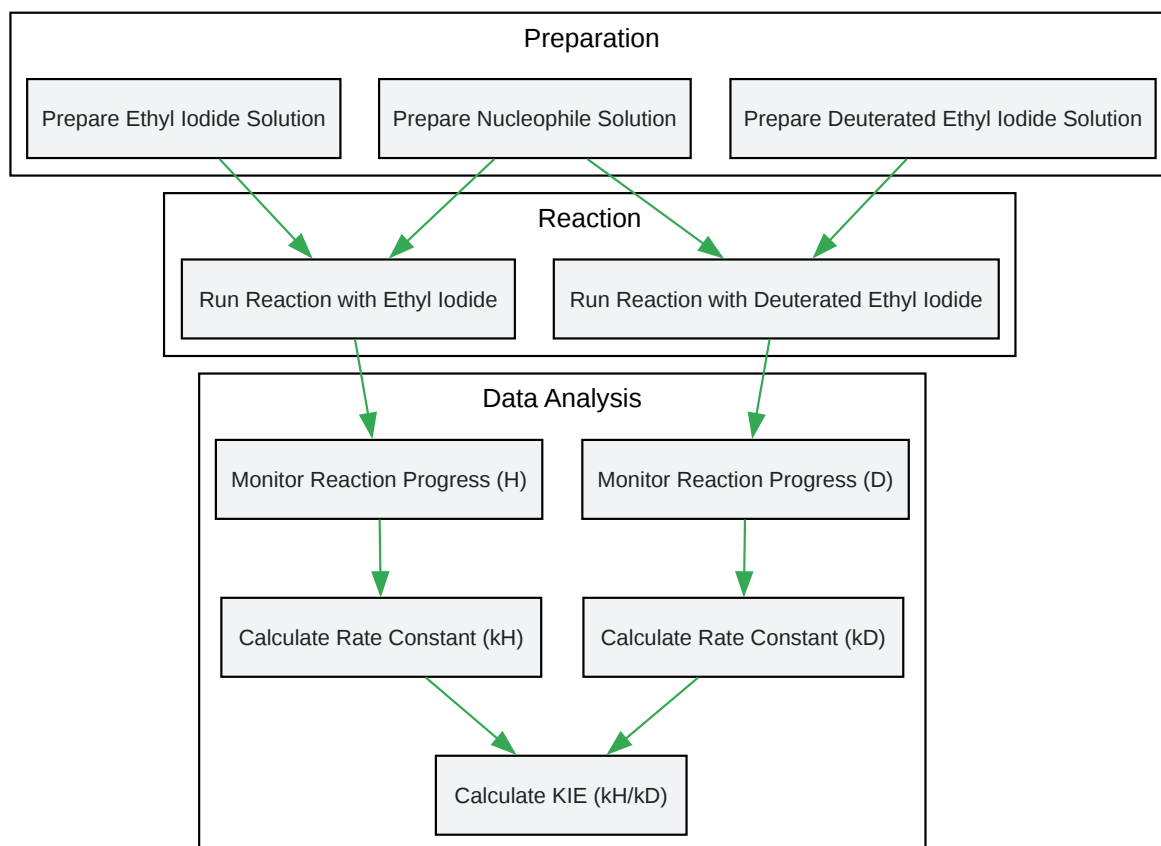 Preparation
Prepare Ethyl Iodide Solution
Prepare Nucleophile Solution
Prepare Deuterated Ethyl Iodide Solution
Reaction
Run Reaction with Ethyl Iodide
Run Reaction with Deuterated Ethyl Iodide
Data Analysis
Monitor Reaction Progress (H)
Monitor Reaction Progress (D)
Calculate Rate Constant (kH)
Calculate Rate Constant (kD)
Calculate KIE (kH/kD)